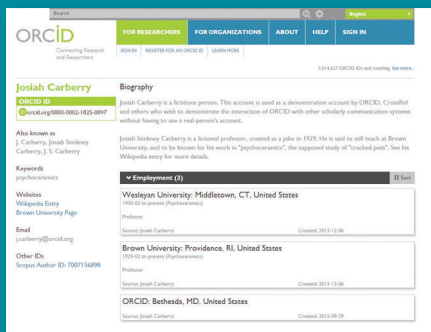 Search
English
ORCID
Connecting Research
and Researchers
FOR RESEARCHERS
FOR ORGANIZATIONS
ABOUT
HELP
SIGN IN
SIGN IN
REGISTER FOR AN ORCID ID
LEARN MORE
2,014,627 ORCID iDs and counting. See more...
Josiah Carberry
ORCID ID
orcid.org/0000-0002-1825-0097
Also known as
J. Carberry, Josiah Stinkney
Carberry, J. S. Carberry
Keywords
psychoceramics
Websites
Wikipedia Entry
Brown University Page
Email
j.carberry@orcid.org
Other IDs
Scopus Author ID: 7007156898
Biography
Josiah Carberry is a fictitious person. This account is used as a demonstration account by ORCID, CrossRef
and others who wish to demonstrate the interaction of ORCID with other scholarly communication systems
without having to use a real-person's account.
Josiah Stinkney Carberry is a fictional professor, created as a joke in 1929. He is said to still teach at Brown
University, and to be known for his work in "psychoceramics", the supposed study of "cracked pots". See his
Wikipedia entry for more details.
Employment (3)
Sort
Wesleyan University: Middletown, CT, United States
1930-02 to present (Psychoceramics)
Professor
Source: Josiah Carberry
Created: 2013-12-06
Brown University: Providence, RI, United States
1929-02 to present (Psychoceramics)
Professor
Source: Josiah Carberry
Created: 2013-12-06
ORCID: Bethesda, MD, United States
Source: Josiah Carberry
Created: 2015-09-29